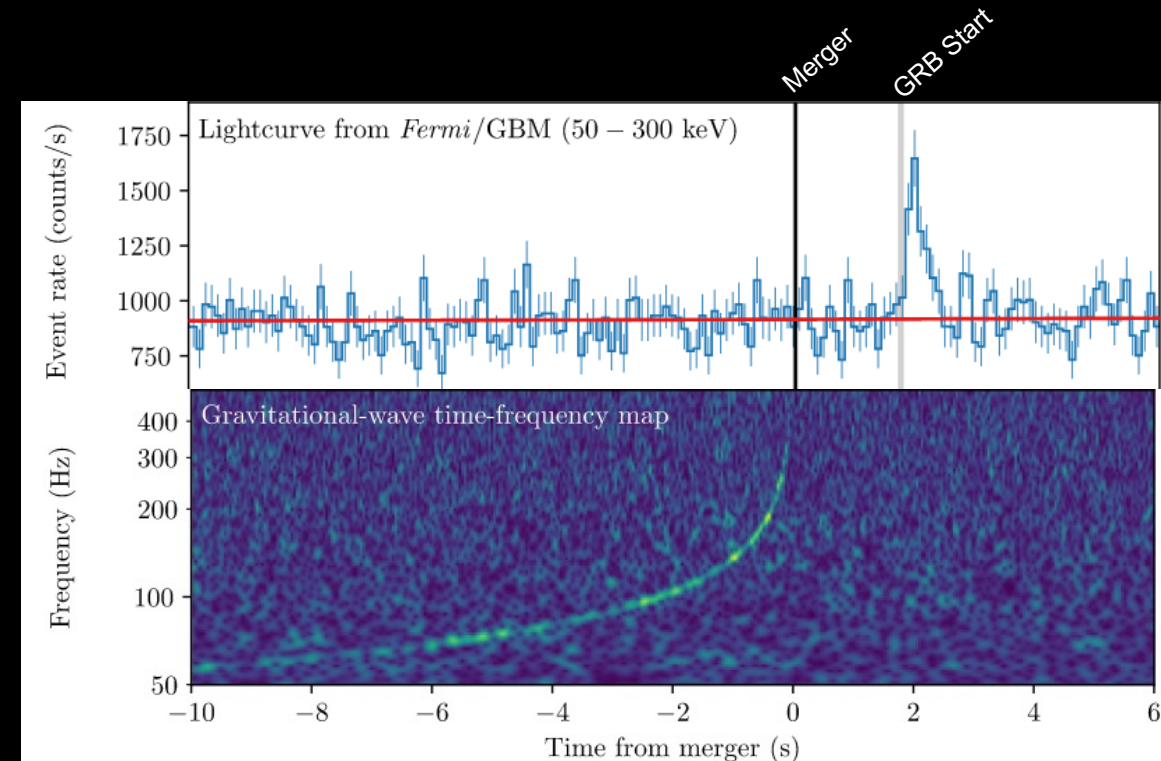 Merger
GRB Start
Lightcurve from Fermi/GBM (50 – 300 keV)
Event rate (counts/s)
1750
1500
1250
1000
750
Gravitational-wave time-frequency map
Frequency (Hz)
400
300
200
100
50
−10 −8 −6 −4 −2 0 2 4 6
Time from merger (s)